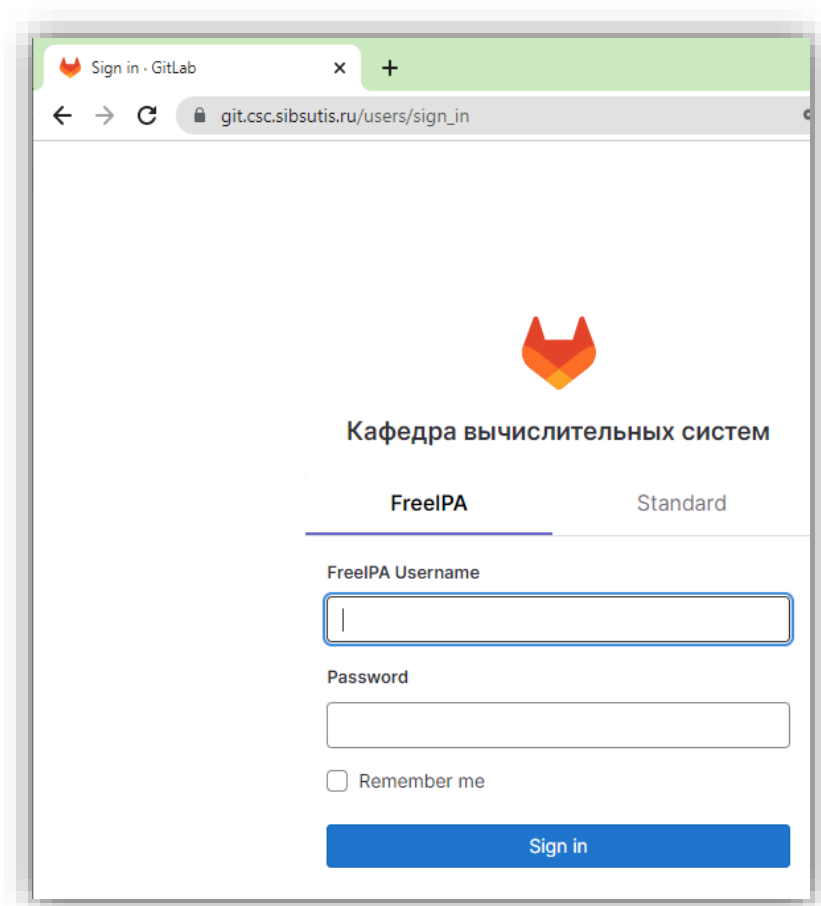 Sign in · GitLab
git.csc.sibsutis.ru/users/sign_in
Кафедра вычислительных систем
FreeIPA Standard
FreeIPA Username
Password
Remember me
Sign in